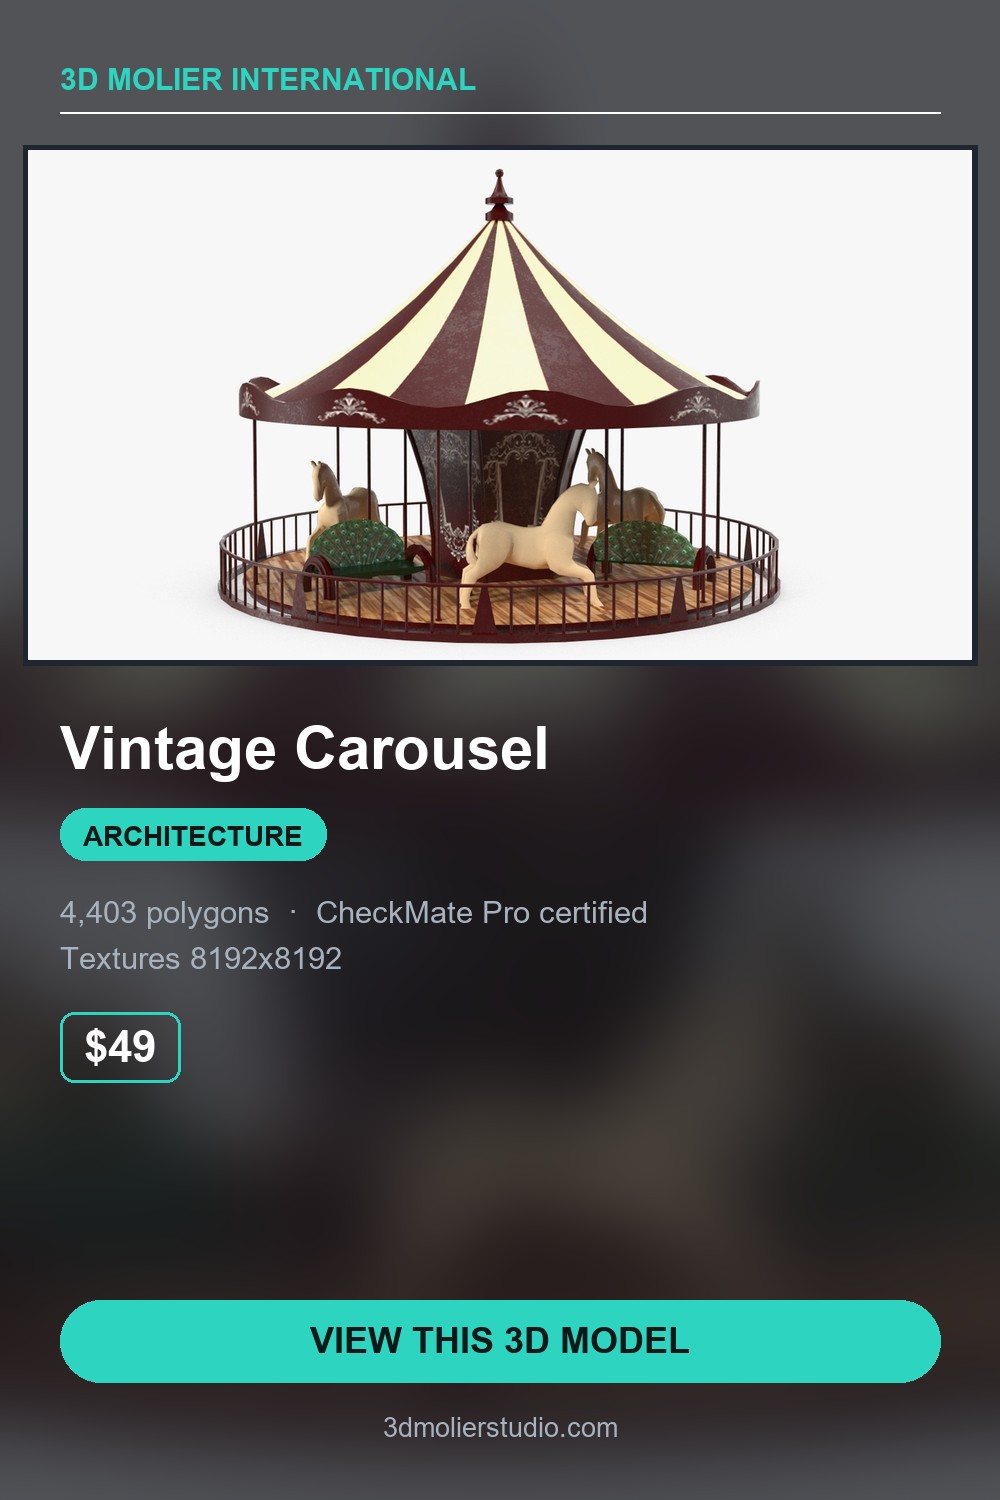 3D MOLIER INTERNATIONAL
Vintage Carousel
ARCHITECTURE
4,403 polygons · CheckMate Pro certified
Textures 8192x8192
$49
VIEW THIS 3D MODEL
3dmolierstudio.com